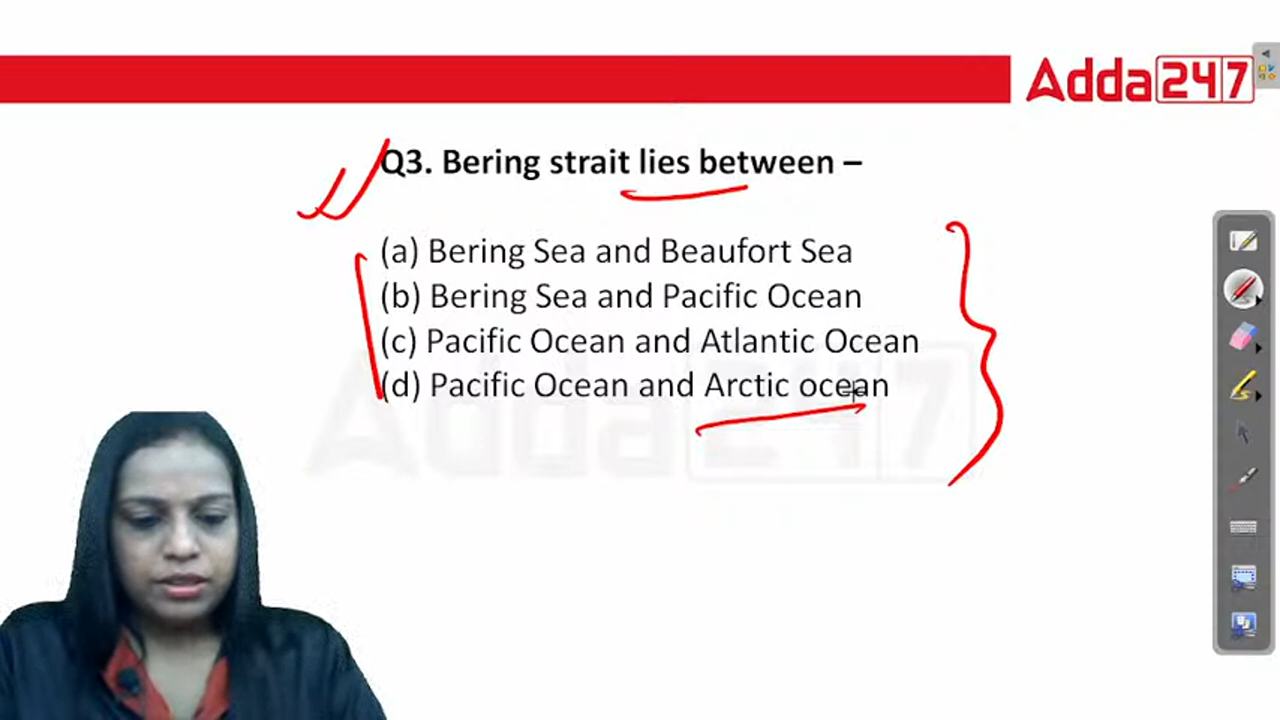 Adda247
Q3. Bering strait lies between –
(a) Bering Sea and Beaufort Sea
(b) Bering Sea and Pacific Ocean
(c) Pacific Ocean and Atlantic Ocean
(d) Pacific Ocean and Arctic ocean
Adda247